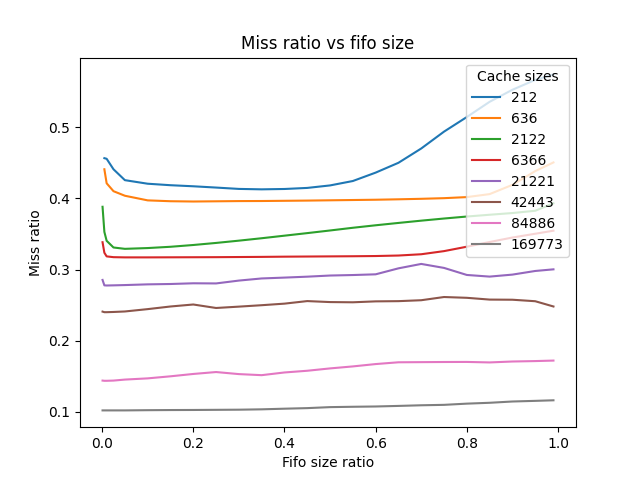 Miss ratio vs fifo size
Cache sizes
212
636
2122
6366
21221
42443
84886
169773
Miss ratio
0.5
0.4
0.3
0.2
0.1
0.0 0.2 0.4 0.6 0.8 1.0
Fifo size ratio